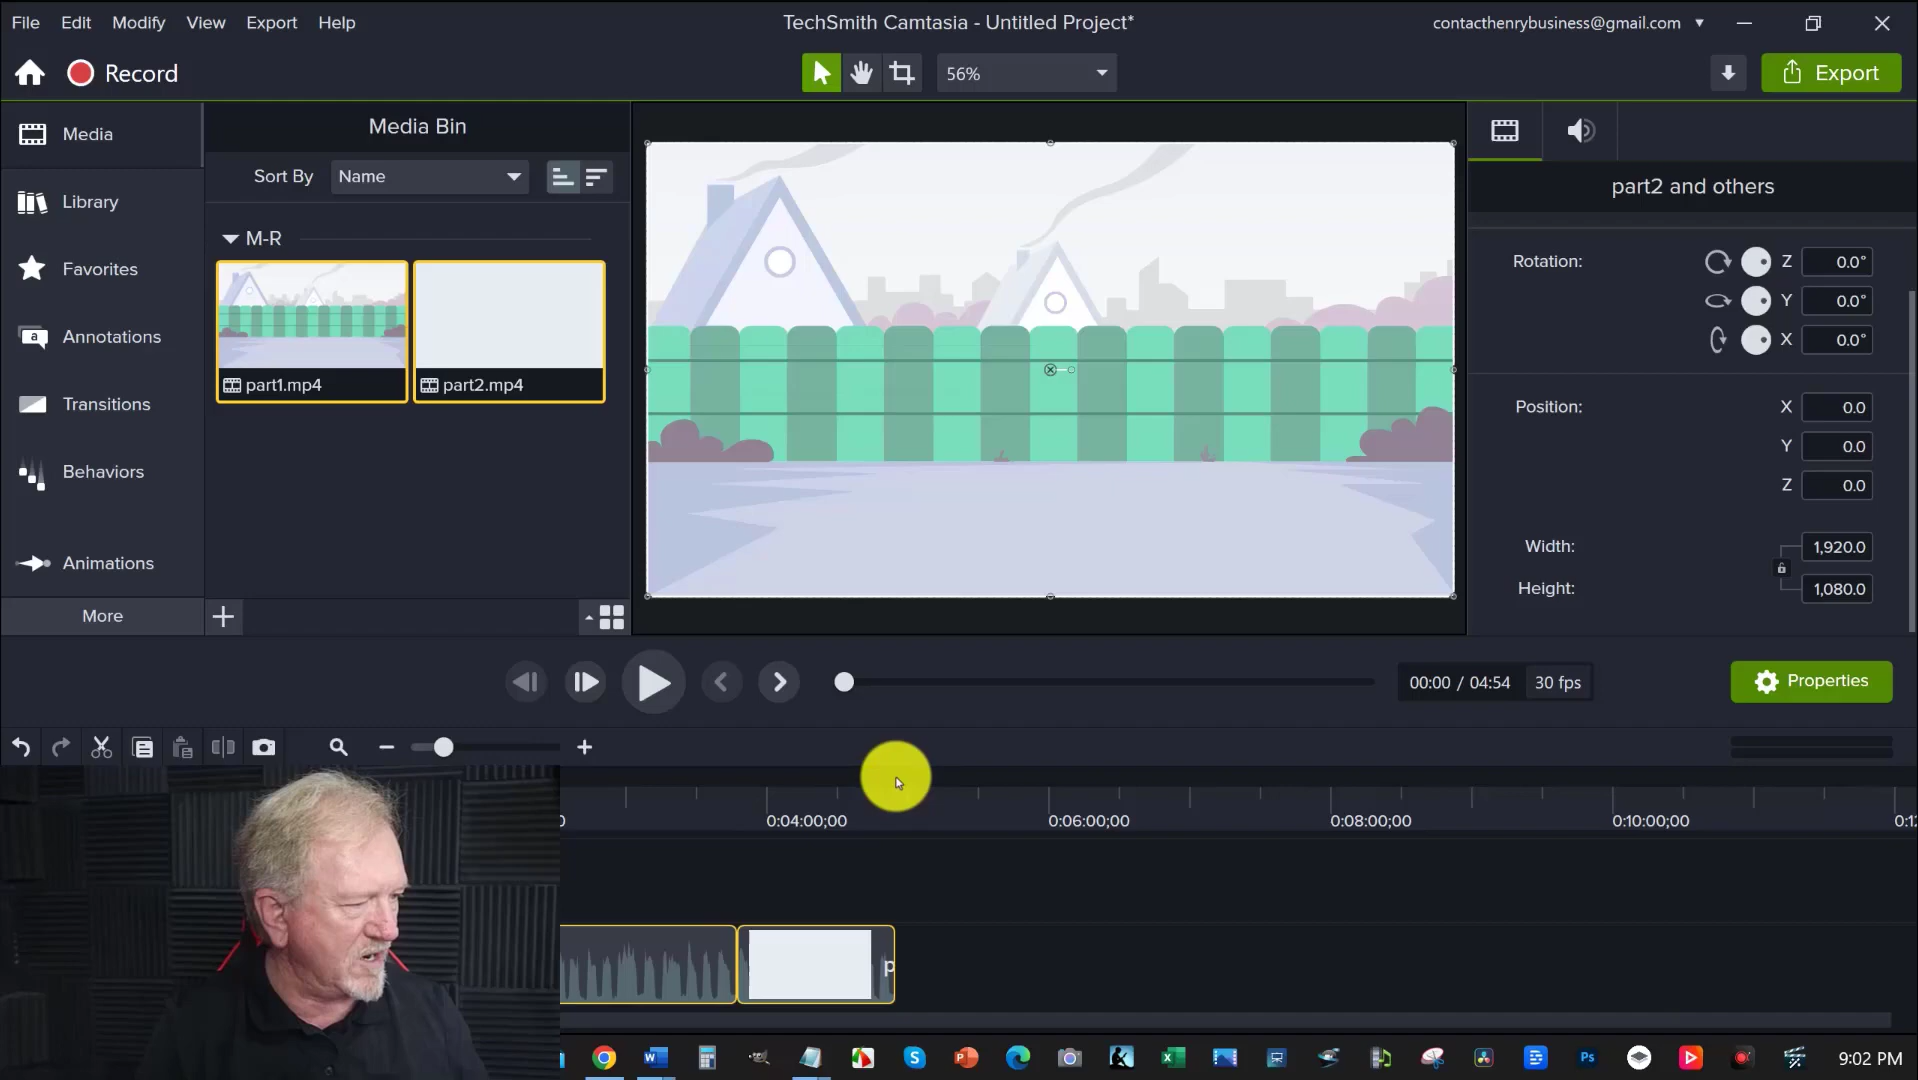 File Edit Modify View Export Help
TechSmith Camtasia - Untitled Project*
contacthenrybusiness@gmail.com
Record
56%
Export
Media
Library
Favorites
Annotations
Transitions
Behaviors
Animations
More
Media Bin
Sort By Name
M-R
part1.mp4
part2.mp4
part2 and others
Rotation: Z 0.0°
Y 0.0°
X 0.0°
Position: X 0.0
Y 0.0
Z 0.0
Width: 1,920.0
Height: 1,080.0
00:00 / 04:54 30 fps
Properties
0:04:00;00 0:06:00;00 0:08:00;00 0:10:00;00
p
9:02 PM